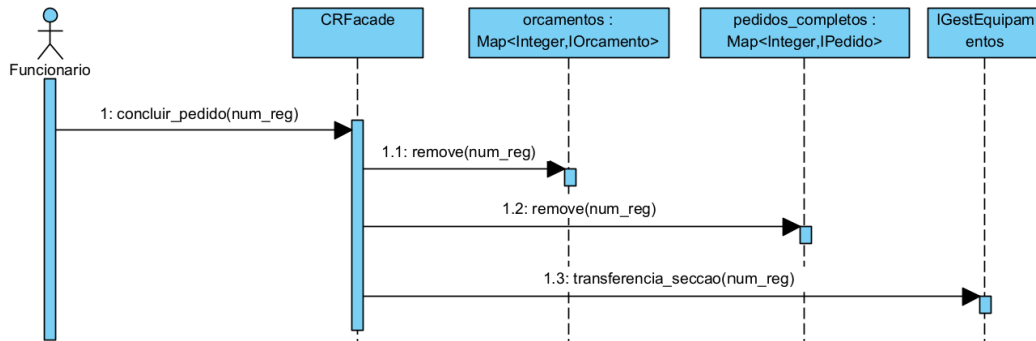 CRFacade
orcamentos :
Map<Integer,IOrcamento>
pedidos_completos :
Map<Integer,IPedido>
IGestEquipam
entos
Funcionario
1: concluir_pedido(num_reg)
1.1: remove(num_reg)
1.2: remove(num_reg)
1.3: transferencia_seccao(num_reg)